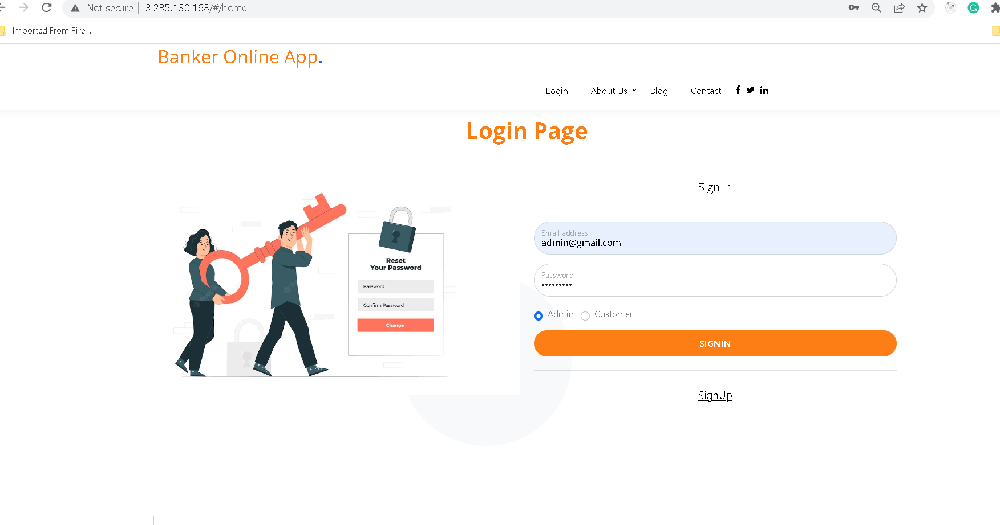 Not secure | 3.235.130.168/#/home
Imported From Fire...
Banker Online App.
Login About Us Blog Contact
Login Page
Sign In
Email address
admin@gmail.com
Password
•••••••••
Admin Customer
SIGNIN
SignUp
Reset
Your Password
Password
Confirm Password
Change